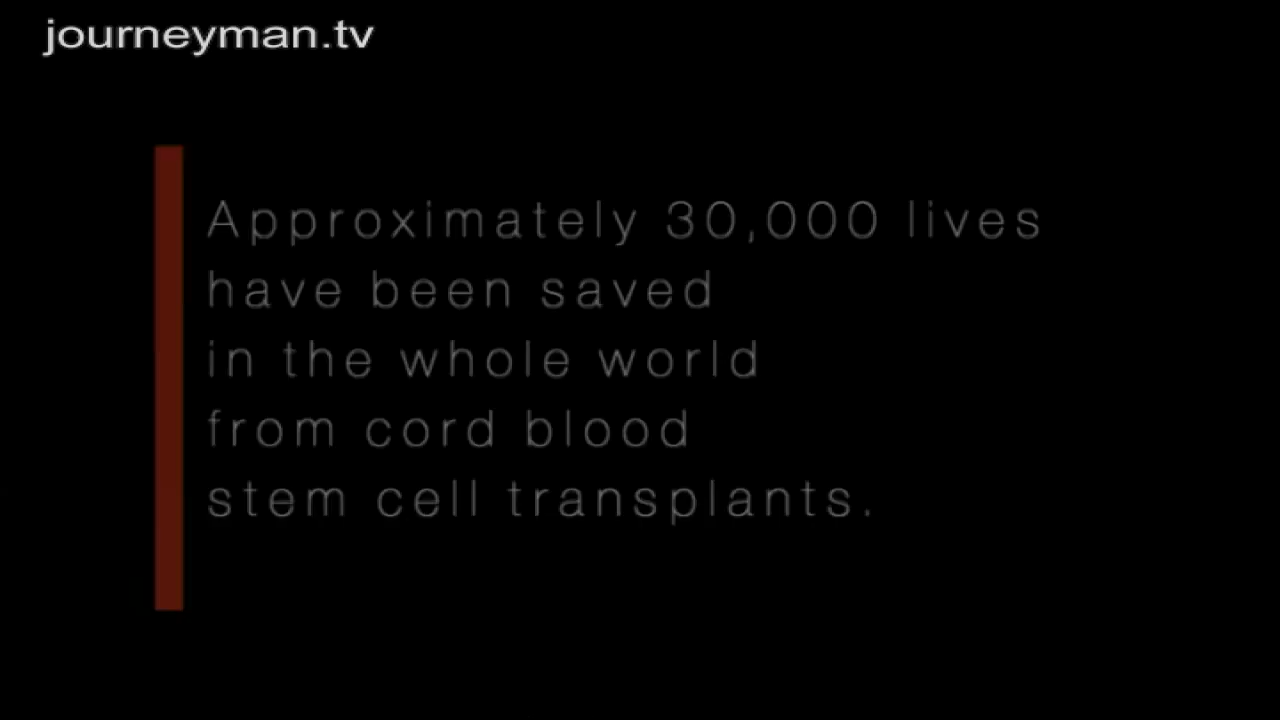 journeyman.tv
Approximately 30,000 lives
have been saved
in the whole world
from cord blood
stem cell transplants.